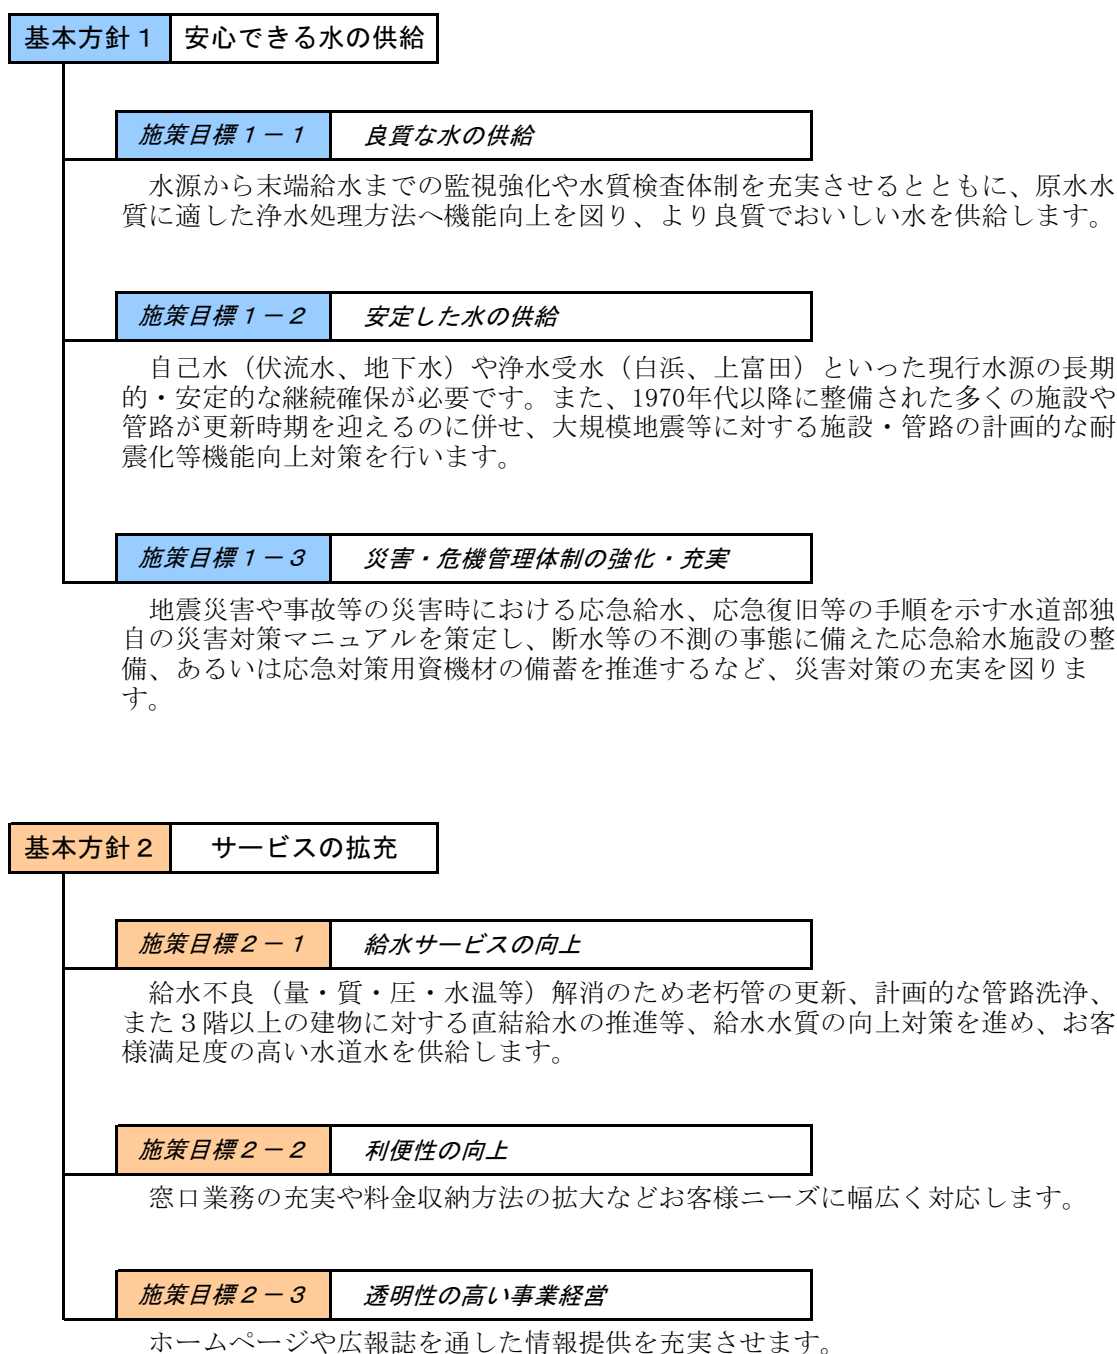 基本方針１ 安心できる水の供給
施策目標１－１ 良質な水の供給
水源から末端給水までの監視強化や水質検査体制を充実させるとともに、原水水
質に適した浄水処理方法へ機能向上を図り、より良質でおいしい水を供給します。
施策目標１－２ 安定した水の供給
自己水（伏流水、地下水）や浄水受水（白浜、上富田）といった現行水源の長期
的・安定的な継続確保が必要です。また、1970年代以降に整備された多くの施設や
管路が更新時期を迎えるのに併せ、大規模地震等に対する施設・管路の計画的な耐
震化等機能向上対策を行います。
施策目標１－３ 災害・危機管理体制の強化・充実
地震災害や事故等の災害時における応急給水、応急復旧等の手順を示す水道部独
自の災害対策マニュアルを策定し、断水等の不測の事態に備えた応急給水施設の整
備、あるいは応急対策用資機材の備蓄を推進するなど、災害対策の充実を図りま
す。
基本方針２ サービスの拡充
施策目標２－１ 給水サービスの向上
給水不良（量・質・圧・水温等）解消のため老朽管の更新、計画的な管路洗浄、
また３階以上の建物に対する直結給水の推進等、給水水質の向上対策を進め、お客
様満足度の高い水道水を供給します。
施策目標２－２ 利便性の向上
窓口業務の充実や料金収納方法の拡大などお客様ニーズに幅広く対応します。
施策目標２－３ 透明性の高い事業経営
ホームページや広報誌を通した情報提供を充実させます。